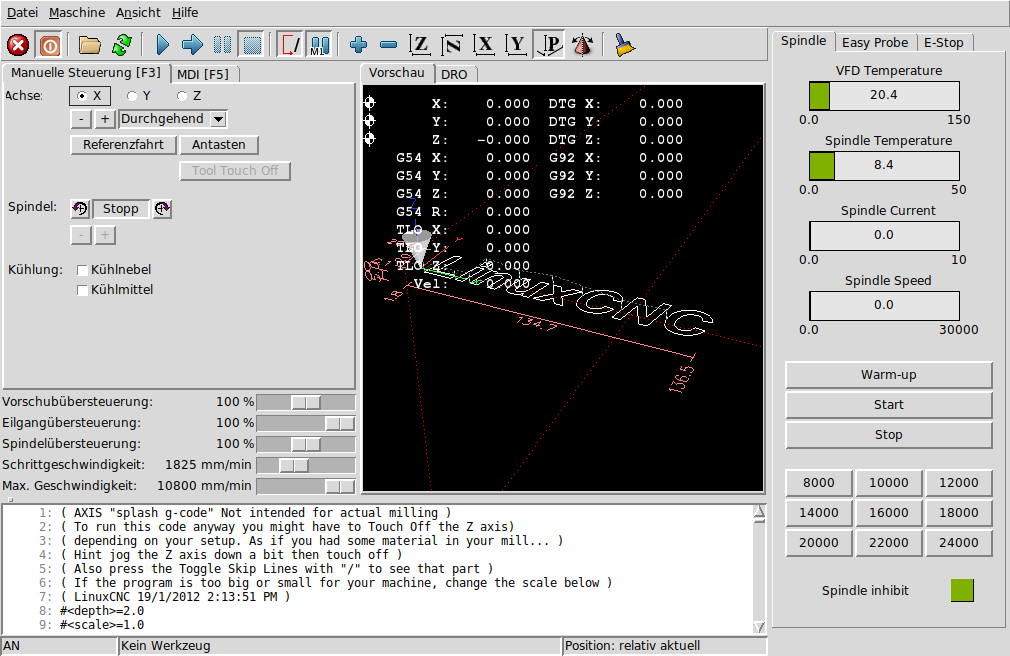 Datei Maschine Ansicht Hilfe
Manuelle Steuerung [F3] MDI [F5]
Achse: X Y Z
- + Durchgehend
Referenzfahrt Antasten
Tool Touch Off
Spindel: Stopp
- +
Kühlung: Kühlnebel
Kühlmittel
Vorschubübersteuerung: 100 %
Eilgangübersteuerung: 100 %
Spindelübersteuerung: 100 %
Schrittgeschwindigkeit: 1825 mm/min
Max. Geschwindigkeit: 10800 mm/min
Vorschau DRO
X: 0.000 DTG X: 0.000
Y: 0.000 DTG Y: 0.000
Z: -0.000 DTG Z: 0.000
G54 X: 0.000 G92 X: 0.000
G54 Y: 0.000 G92 Y: 0.000
G54 Z: 0.000 G92 Z: 0.000
G54 R: 0.000
TLO X: 0.000
TLO Y: 0.000
TLO Z: 0.000
Vel: 0.000
LinuxCNC
134.7
136.5
1.8
Spindle Easy Probe E-Stop
VFD Temperature
20.4
0.0 150
Spindle Temperature
8.4
0.0 50
Spindle Current
0.0
0.0 10
Spindle Speed
0.0
0.0 30000
Warm-up
Start
Stop
8000 10000 12000
14000 16000 18000
20000 22000 24000
Spindle inhibit
1: ( AXIS "splash g-code" Not intended for actual milling )
2: ( To run this code anyway you might have to Touch Off the Z axis)
3: ( depending on your setup. As if you had some material in your mill... )
4: ( Hint jog the Z axis down a bit then touch off )
5: ( Also press the Toggle Skip Lines with "/" to see that part )
6: ( If the program is too big or small for your machine, change the scale below )
7: ( LinuxCNC 19/1/2012 2:13:51 PM )
8: #<depth>=2.0
9: #<scale>=1.0
AN Kein Werkzeug Position: relativ aktuell